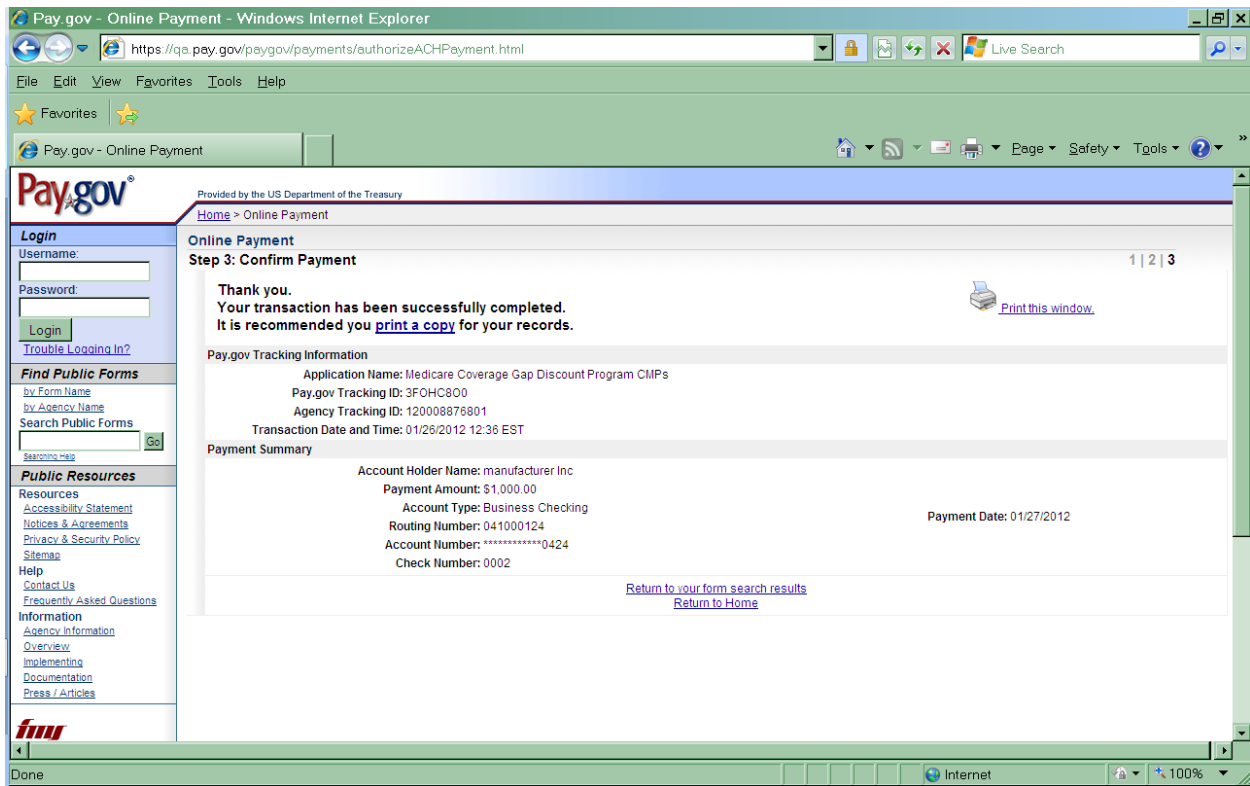 Pay.gov - Online Payment - Windows Internet Explorer
https://qa.pay.gov/paygov/payments/authorizeACHPayment.html
Live Search
File Edit View Favorites Tools Help
Favorites
Pay.gov - Online Payment
Page Safety Tools »
Pay.gov®
Provided by the US Department of the Treasury
Home > Online Payment
Login
Username:
Password:
Login
Trouble Logging In?
Find Public Forms
by Form Name
by Agency Name
Search Public Forms
Go
Searching Help
Public Resources
Resources
Accessibility Statement
Notices & Agreements
Privacy & Security Policy
Sitemap
Help
Contact Us
Frequently Asked Questions
Information
Agency Information
Overview
Implementing
Documentation
Press / Articles
Online Payment
Step 3: Confirm Payment 1 | 2 | 3
Thank you.
Your transaction has been successfully completed.
It is recommended you print a copy for your records.
Print this window.
Pay.gov Tracking Information
Application Name: Medicare Coverage Gap Discount Program CMPs
Pay.gov Tracking ID: 3FOHC8O0
Agency Tracking ID: 120008876801
Transaction Date and Time: 01/26/2012 12:36 EST
Payment Summary
Account Holder Name: manufacturer Inc
Payment Amount: $1,000.00
Account Type: Business Checking
Routing Number: 041000124
Account Number: ************0424
Check Number: 0002
Payment Date: 01/27/2012
Return to your form search results
Return to Home
Done
Internet
100%